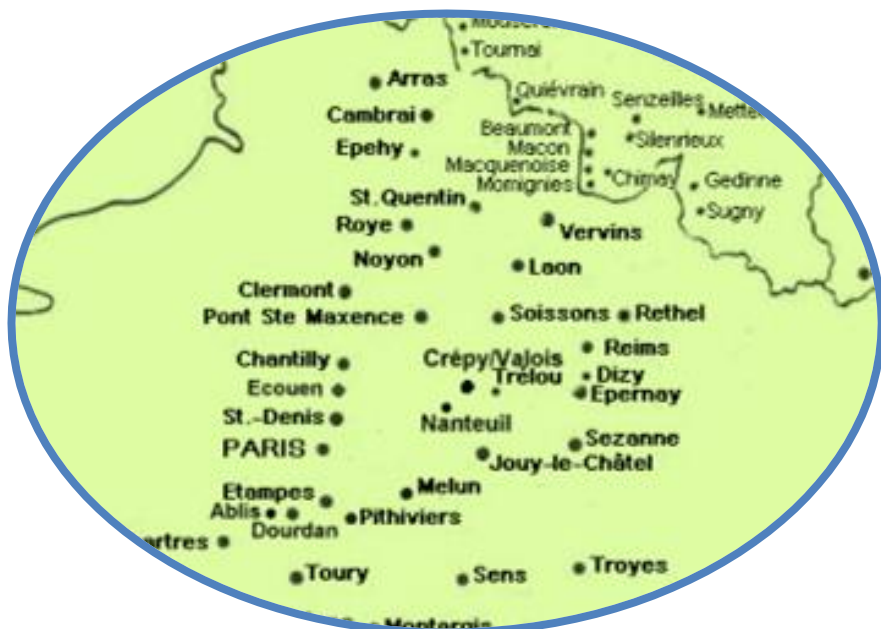 Tournai
Arras
Quiévrain
Senzelles
Cambrai
Beaumont
Silenrieux
Epehy
Macon
Macquenoise
Momignies
Chimay
Gedinne
St.Quentin
Sugny
Roye
Vervins
Noyon
Laon
Clermont
Pont Ste Maxence
Soissons
Rethel
Reims
Chantilly
Crépy/Valois
Trélou
Dizy
Ecouen
Epernay
St.-Denis
Nanteuil
PARIS
Sezanne
Jouy-le-Châtel
Etampes
Melun
Ablis
Pithiviers
Dourdan
artres
Toury
Sens
Troyes